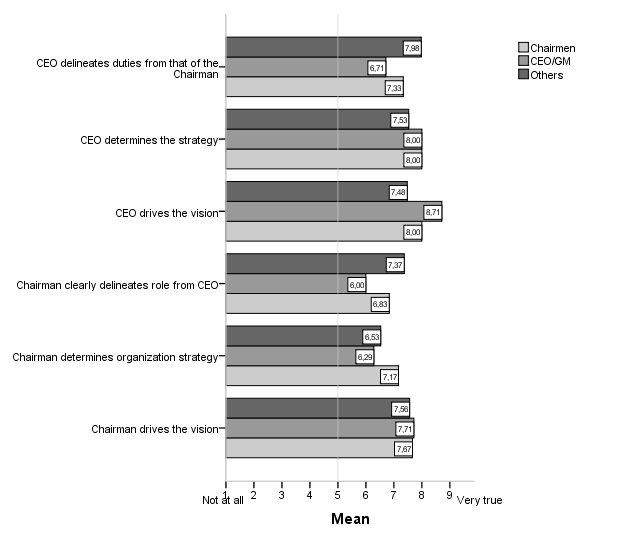 CEO delineates duties from that of the
Chairman
7,98
6,71
7,33
CEO determines the strategy
7,53
8,00
8,00
CEO drives the vision
7,48
8,71
8,00
Chairman clearly delineates role from CEO
7,37
6,00
6,83
Chairman determines organization strategy
6,53
6,29
7,17
Chairman drives the vision
7,56
7,71
7,67
1 2 3 4 5 6 7 8 9
Not at all Very true
Mean
Chairmen
CEO/GM
Others